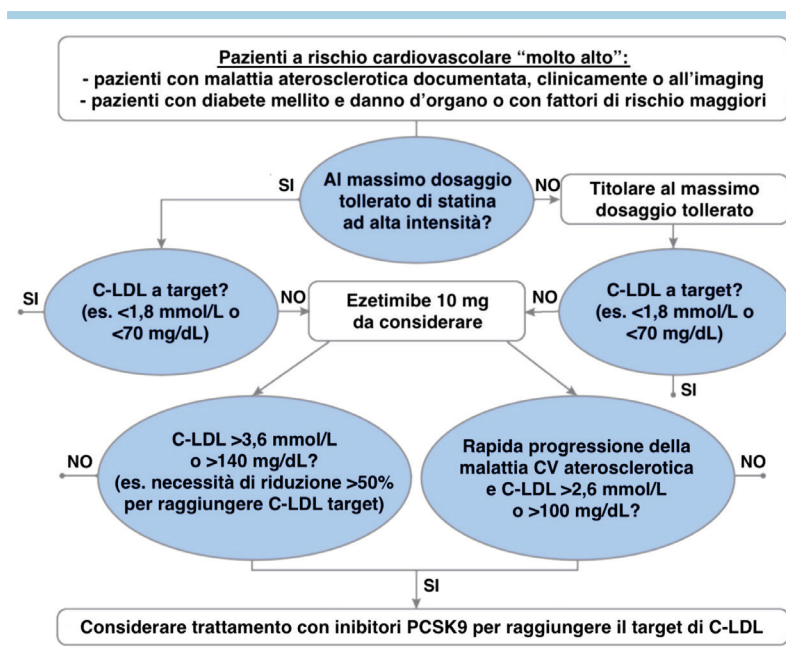 Pazienti a rischio cardiovascolare “molto alto”:
- pazienti con malattia aterosclerotica documentata, clinicamente o all’imaging
- pazienti con diabete mellito e danno d’organo o con fattori di rischio maggiori
SI
Al massimo dosaggio
tollerato di statina
ad alta intensità?
NO
Titolare al massimo
dosaggio tollerato
SI
C-LDL a target?
(es. <1,8 mmol/L o
<70 mg/dL)
NO
Ezetimibe 10 mg
da considerare
NO
C-LDL a target?
(es. <1,8 mmol/L o
<70 mg/dL)
SI
NO
C-LDL >3,6 mmol/L
o >140 mg/dL?
(es. necessità di riduzione >50%
per raggiungere C-LDL target)
Rapida progressione della
malattia CV aterosclerotica
e C-LDL >2,6 mmol/L
o >100 mg/dL?
NO
SI
Considerare trattamento con inibitori PCSK9 per raggiungere il target di C-LDL